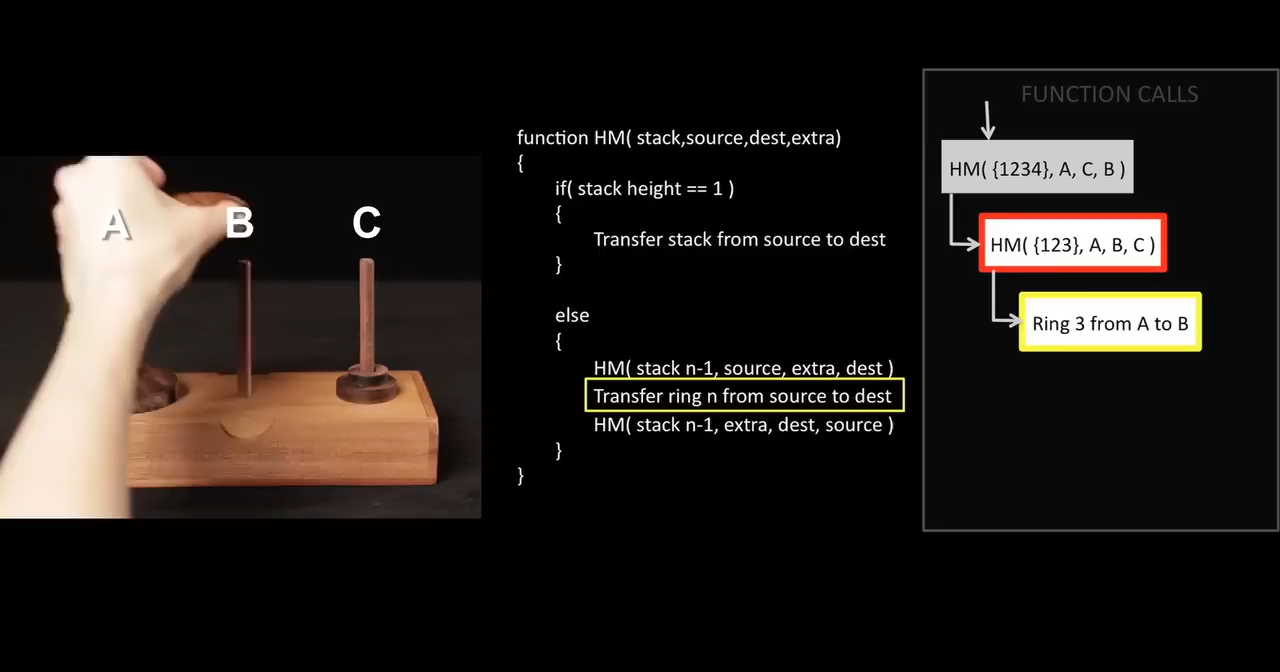 A B C
function HM( stack,source,dest,extra)
{
if( stack height == 1 )
{
Transfer stack from source to dest
}
else
{
HM( stack n-1, source, extra, dest )
Transfer ring n from source to dest
HM( stack n-1, extra, dest, source )
}
}
FUNCTION CALLS
HM( {1234}, A, C, B )
HM( {123}, A, B, C )
Ring 3 from A to B